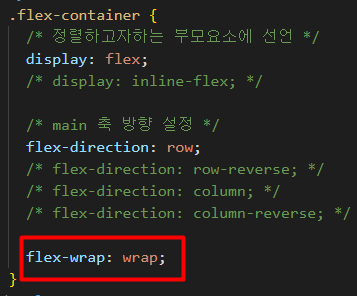 .flex-container {
/* 정렬하고자하는 부모요소에 선언 */
display: flex;
/* display: inline-flex; */
/* main 축 방향 설정 */
flex-direction: row;
/* flex-direction: row-reverse; */
/* flex-direction: column; */
/* flex-direction: column-reverse; */
flex-wrap: wrap;
}